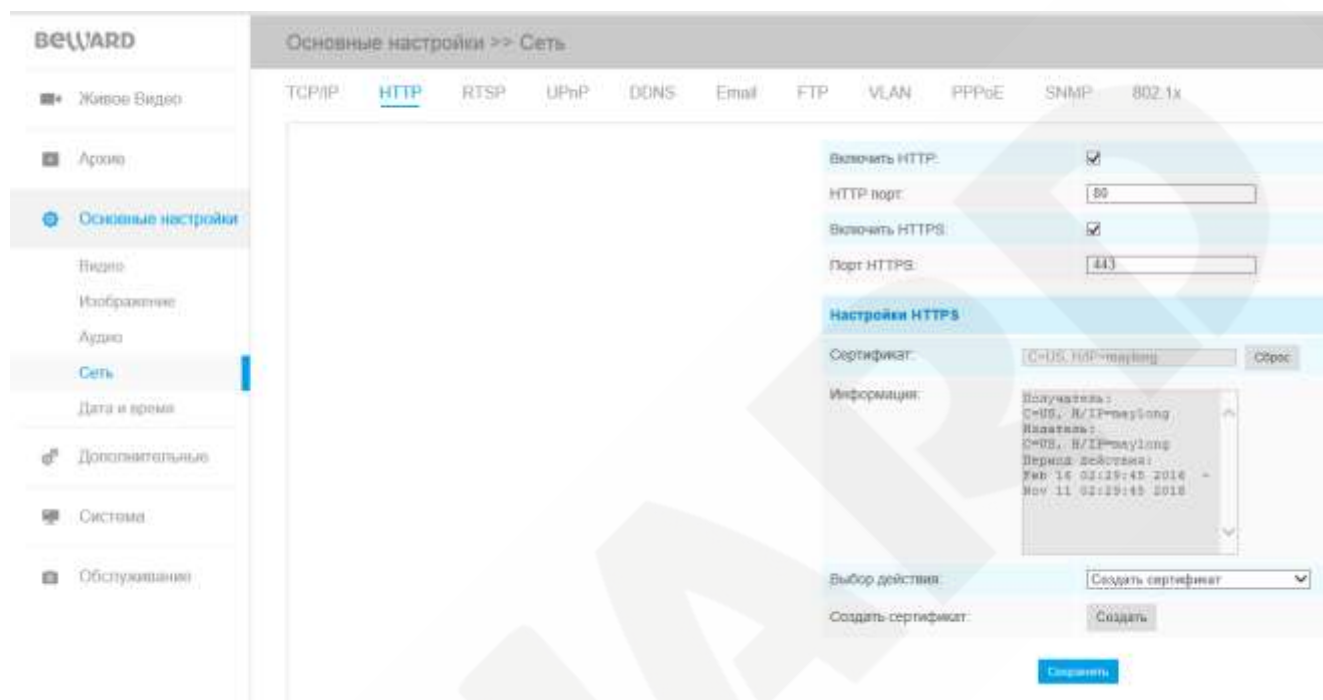 BEWARD
Основные настройки >> Сеть
TCP/IP HTTP RTSP UPnP DDNS Email FTP VLAN PPPoE SNMP 802.1x
Живое Видео
Архив
Основные настройки
Видео
Изображение
Аудио
Сеть
Дата и время
Дополнительные
Система
Обслуживание
Включить HTTP:
HTTP порт: 80
Включить HTTPS:
Порт HTTPS: 443
Настройки HTTPS
Сертификат: C=US, H/IP=maylong Сброс
Информация:
Получатель:
C=US, H/IP=maylong
Издатель:
C=US, H/IP=maylong
Период действия:
Feb 16 02:29:45 2016 -
Nov 11 02:29:45 2018
Выбор действия: Создать сертификат
Создать сертификат: Создать
Сохранить